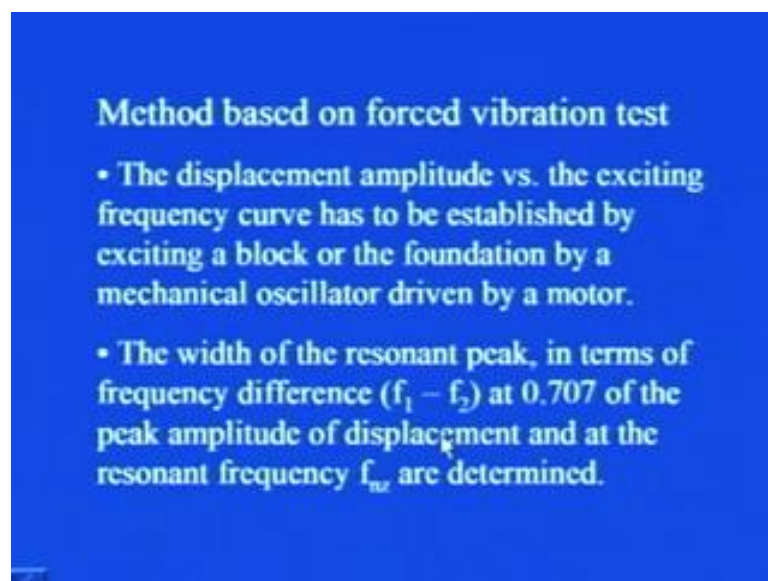 Method based on forced vibration test
• The displacement amplitude vs. the exciting
frequency curve has to be established by
exciting a block or the foundation by a
mechanical oscillator driven by a motor.
• The width of the resonant peak, in terms of
frequency difference (f₁ – f₂) at 0.707 of the
peak amplitude of displacement and at the
resonant frequency fₙz are determined.